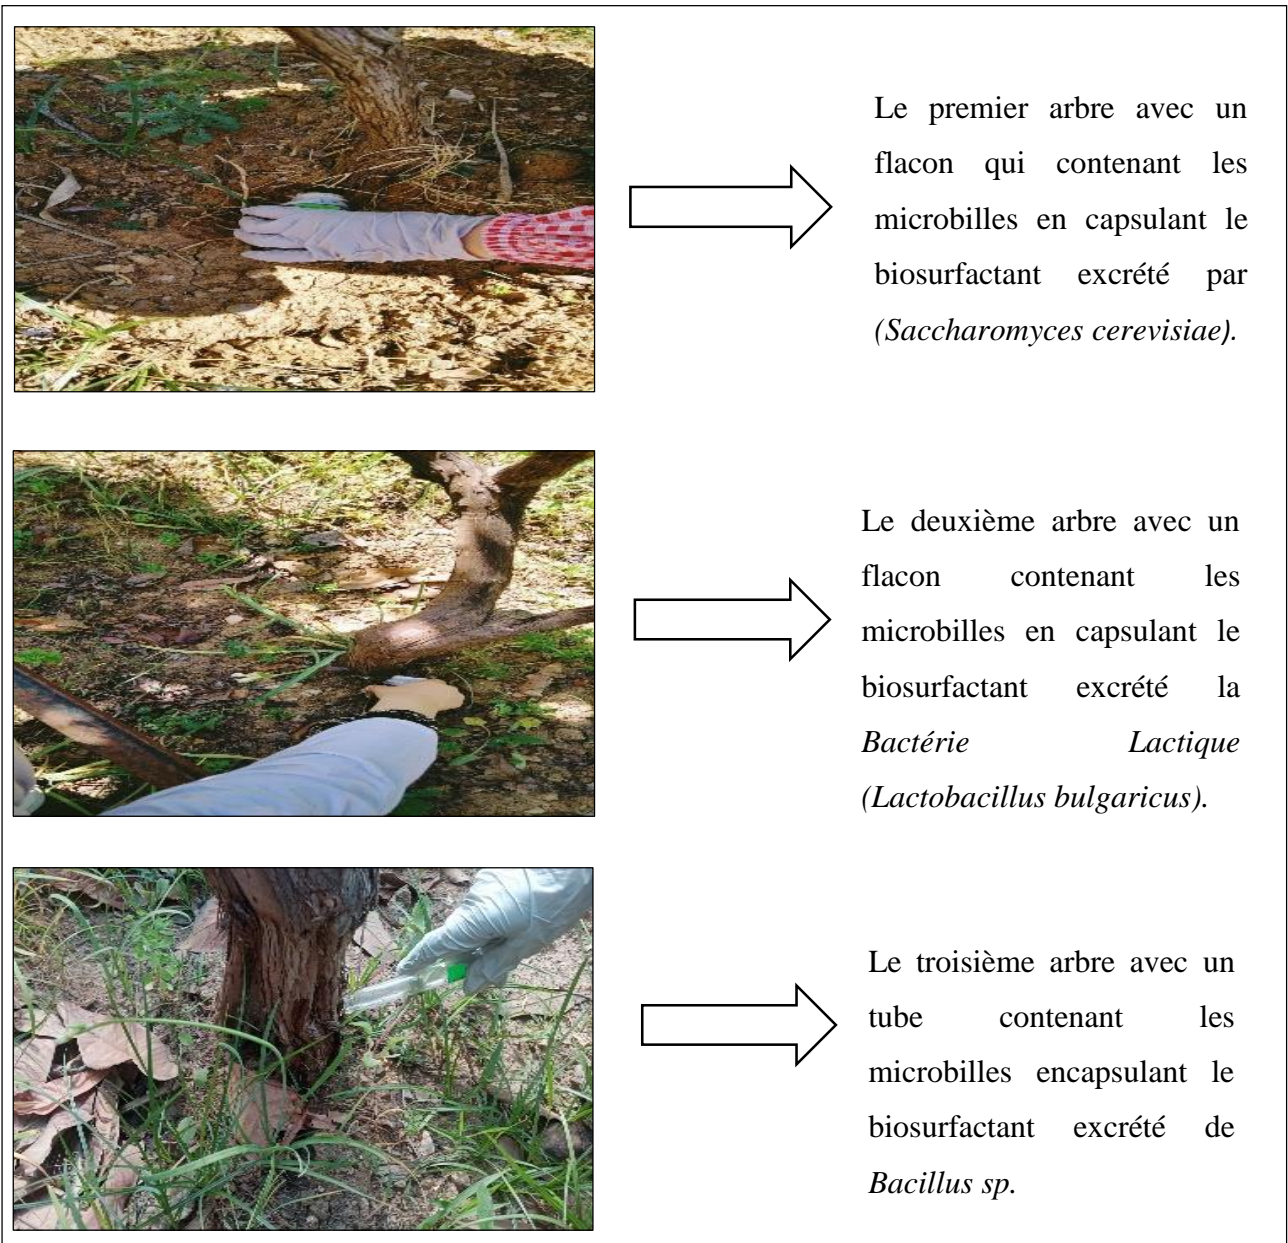 Le premier arbre avec un
flacon qui contenant les
microbilles en capsulant le
biosurfactant excrété par
(Saccharomyces cerevisiae).
Le deuxième arbre avec un
flacon contenant les
microbilles en capsulant le
biosurfactant excrété la
Bactérie Lactique
(Lactobacillus bulgaricus).
Le troisième arbre avec un
tube contenant les
microbilles encapsulant le
biosurfactant excrété de
Bacillus sp.